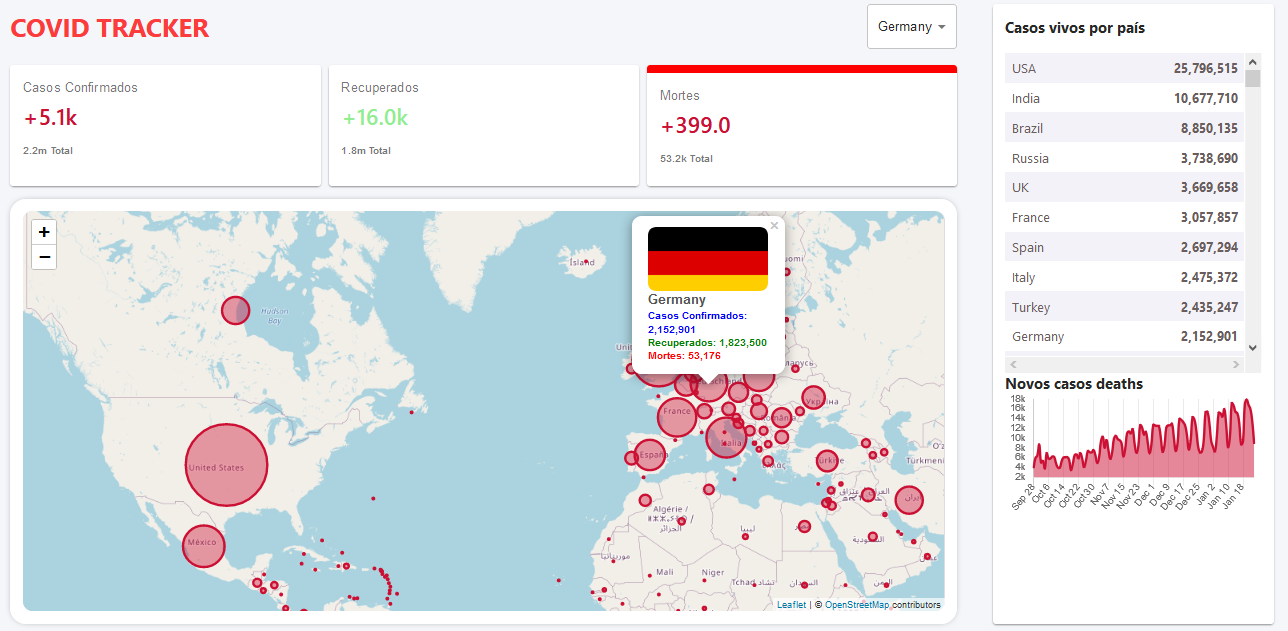 COVID TRACKER
Germany
Casos Confirmados
+5.1k
2.2m Total
Recuperados
+16.0k
1.8m Total
Mortes
+399.0
53.2k Total
+
−
Ísland
Hudson
Bay
×
Germany
Casos Confirmados:
2,152,901
Recuperados: 1,823,500
Mortes: 53,176
France
Україна
România
Italia
España
Türkiye
Ελλάς
United States
México
العراق
ایران
Algérie /
الجزائر
ليبيا
السعودية
موريتانيا
Mali
Niger
Tchad تشاد
السودان
اليمن
عمان
Leaflet | © OpenStreetMap contributors
Casos vivos por país
USA 25,796,515
India 10,677,710
Brazil 8,850,135
Russia 3,738,690
UK 3,669,658
France 3,057,857
Spain 2,697,294
Italy 2,475,372
Turkey 2,435,247
Germany 2,152,901
Novos casos deaths
18k
16k
14k
12k
10k
8k
6k
4k
2k
Sep 28
Oct 6
Oct 14
Oct 22
Oct 30
Nov 7
Nov 15
Nov 23
Dec 1
Dec 9
Dec 17
Dec 25
Jan 2
Jan 10
Jan 18